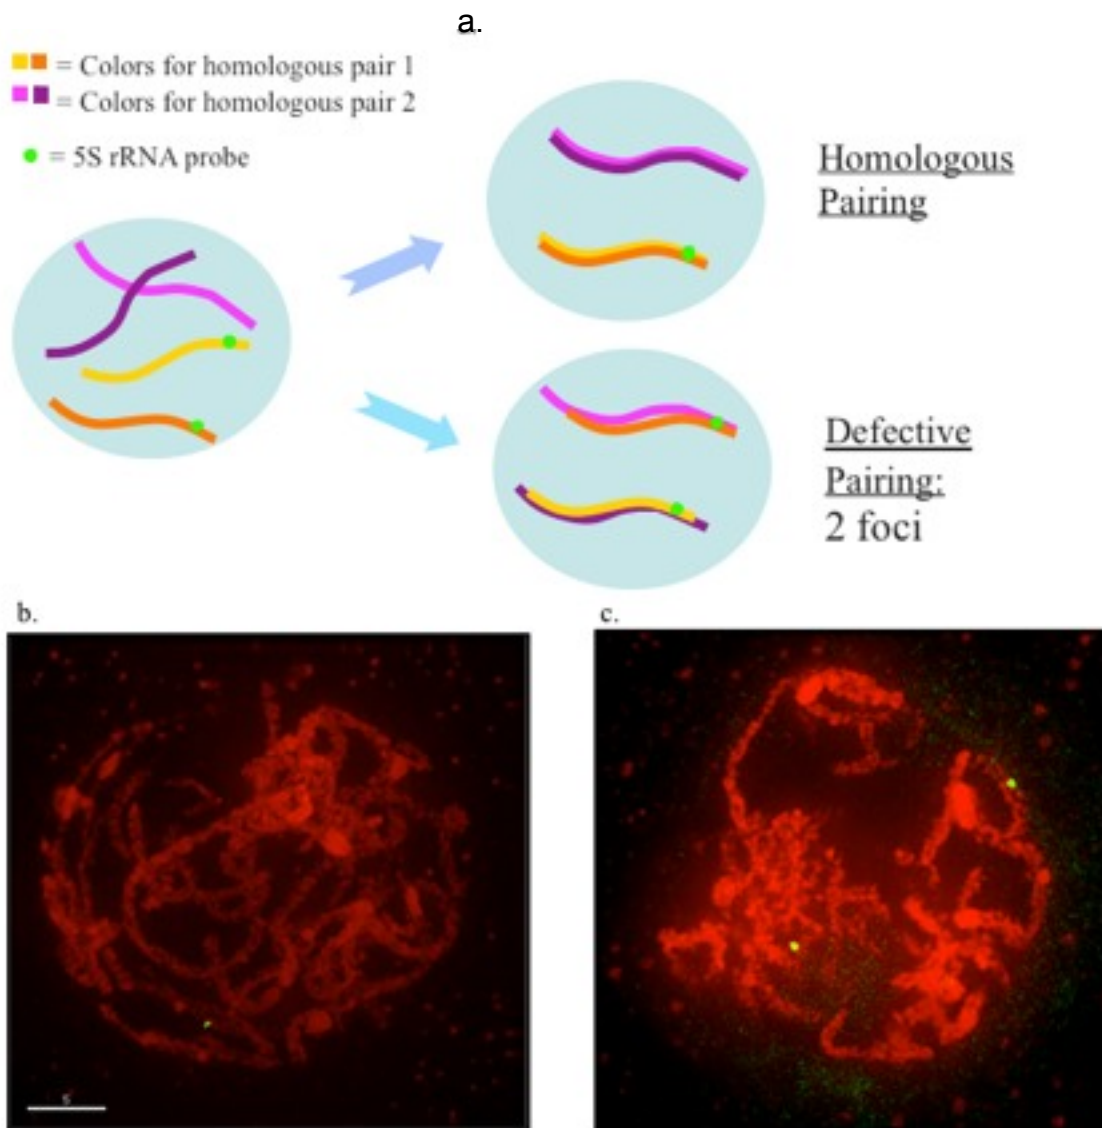 a.
= Colors for homologous pair 1
= Colors for homologous pair 2
= 5S rRNA probe
Homologous
Pairing
Defective
Pairing:
2 foci
b.
c.
5